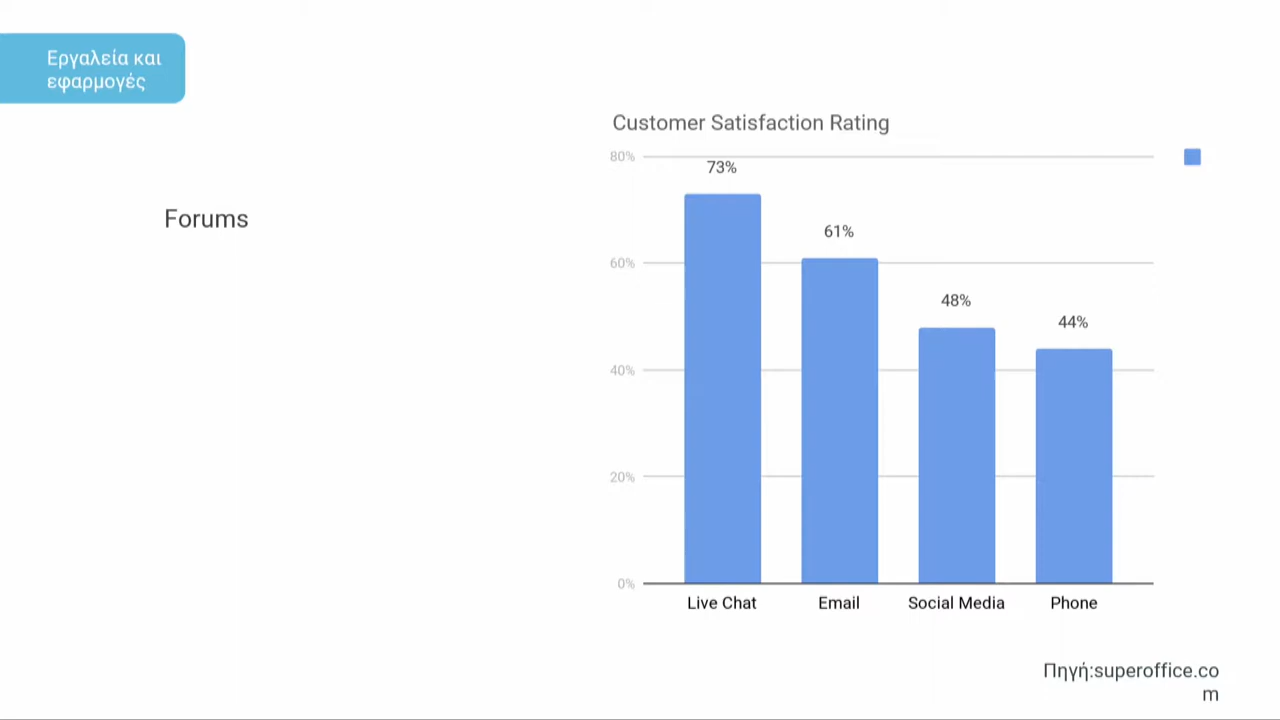 Εργαλεία και
εφαρμογές
Forums
Customer Satisfaction Rating
80%
60%
40%
20%
0%
73%
61%
48%
44%
Live Chat
Email
Social Media
Phone
Πηγή:superoffice.co
m